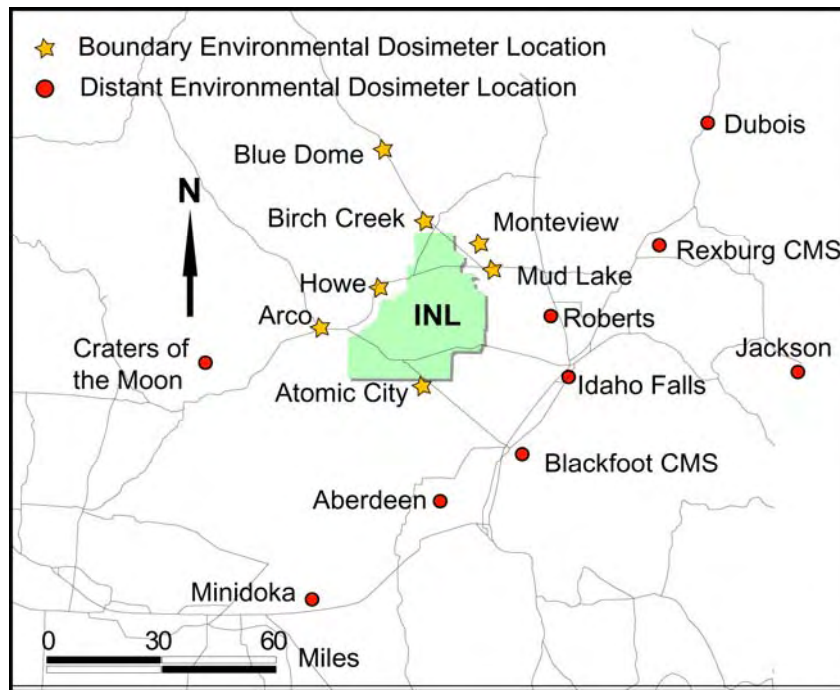 Boundary Environmental Dosimeter Location
Distant Environmental Dosimeter Location
Dubois
Blue Dome
N
Birch Creek
Monteview
Rexburg CMS
Mud Lake
Howe
INL
Arco
Roberts
Craters of
the Moon
Jackson
Atomic City
Idaho Falls
Blackfoot CMS
Aberdeen
Minidoka
0 30 60
Miles